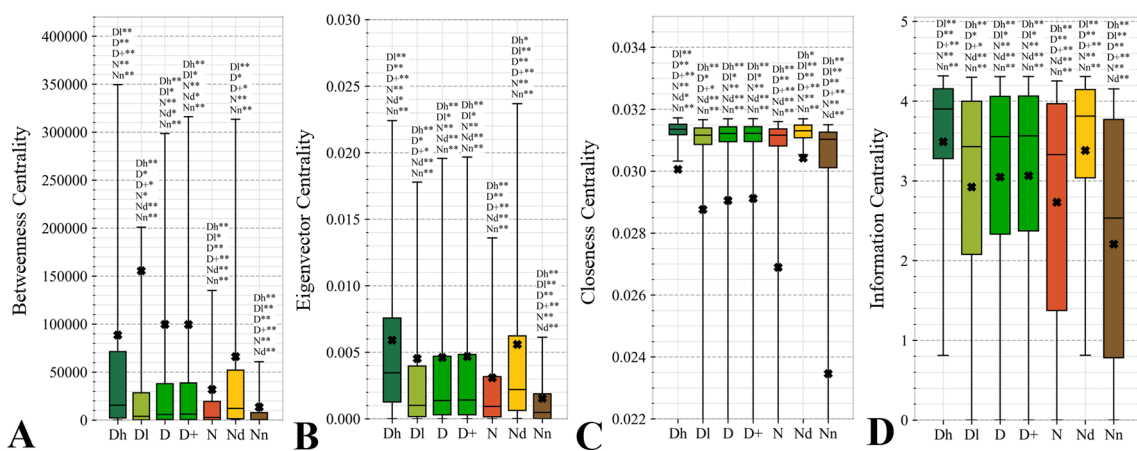 Betweenness Centrality
400000
350000
300000
250000
200000
150000
100000
50000
0
Dl**
D**
D+**
N**
Nn**
Dh**
D*
D+*
N*
Nd**
Nn**
Dh**
Dl*
N**
Nd*
Nn**
Dh**
Dl*
N**
Nd*
Nn**
Dh**
Dl*
D**
D+**
Nd**
Nn**
Dl**
D*
D+*
N**
Nn**
Dh**
Dl**
D**
D+**
N**
Nd**
Dh Dl D D+ N Nd Nn
A
Eigenvector Centrality
0.030
0.025
0.020
0.015
0.010
0.005
0.000
Dl**
D**
D+**
N**
Nd*
Nn**
Dh**
D*
D+*
Nd**
Nn**
Dh**
Dl*
N**
Nd**
Nn**
Dh**
Dl*
N**
Nd**
Nn**
Dh**
D**
D+**
Nd**
Nn**
Dh*
Dl**
D**
D+**
N**
Nn**
Dh**
Dl**
D**
D+**
N**
Nd**
Dh Dl D D+ N Nd Nn
B
Closeness Centrality
0.034
0.032
0.030
0.028
0.026
0.024
0.022
Dl**
D**
D+**
N**
Nd*
Nn**
Dh**
D*
D+*
Nd**
Nn**
Dh**
Dl*
N**
Nd**
Nn**
Dh**
Dl*
N**
Nd**
Nn**
Dh**
D**
D+**
Nd**
Nn**
Dh*
Dl**
D**
D+**
N**
Nn**
Dh**
Dl**
D**
D+**
N**
Nd**
Dh Dl D D+ N Nd Nn
C
Information Centrality
5
4
3
2
1
0
Dl**
D**
D+**
N**
Nd*
Nn**
Dh**
D*
D+*
Nd**
Nn**
Dh**
Dl*
N**
Nd**
Nn**
Dh**
Dl*
N**
Nd**
Nn**
Dh**
D**
D+**
Nd**
Nn**
Dh*
Dl**
D**
D+**
N**
Nn**
Dh**
Dl**
D**
D+**
N**
Nd**
Dh Dl D D+ N Nd Nn
D